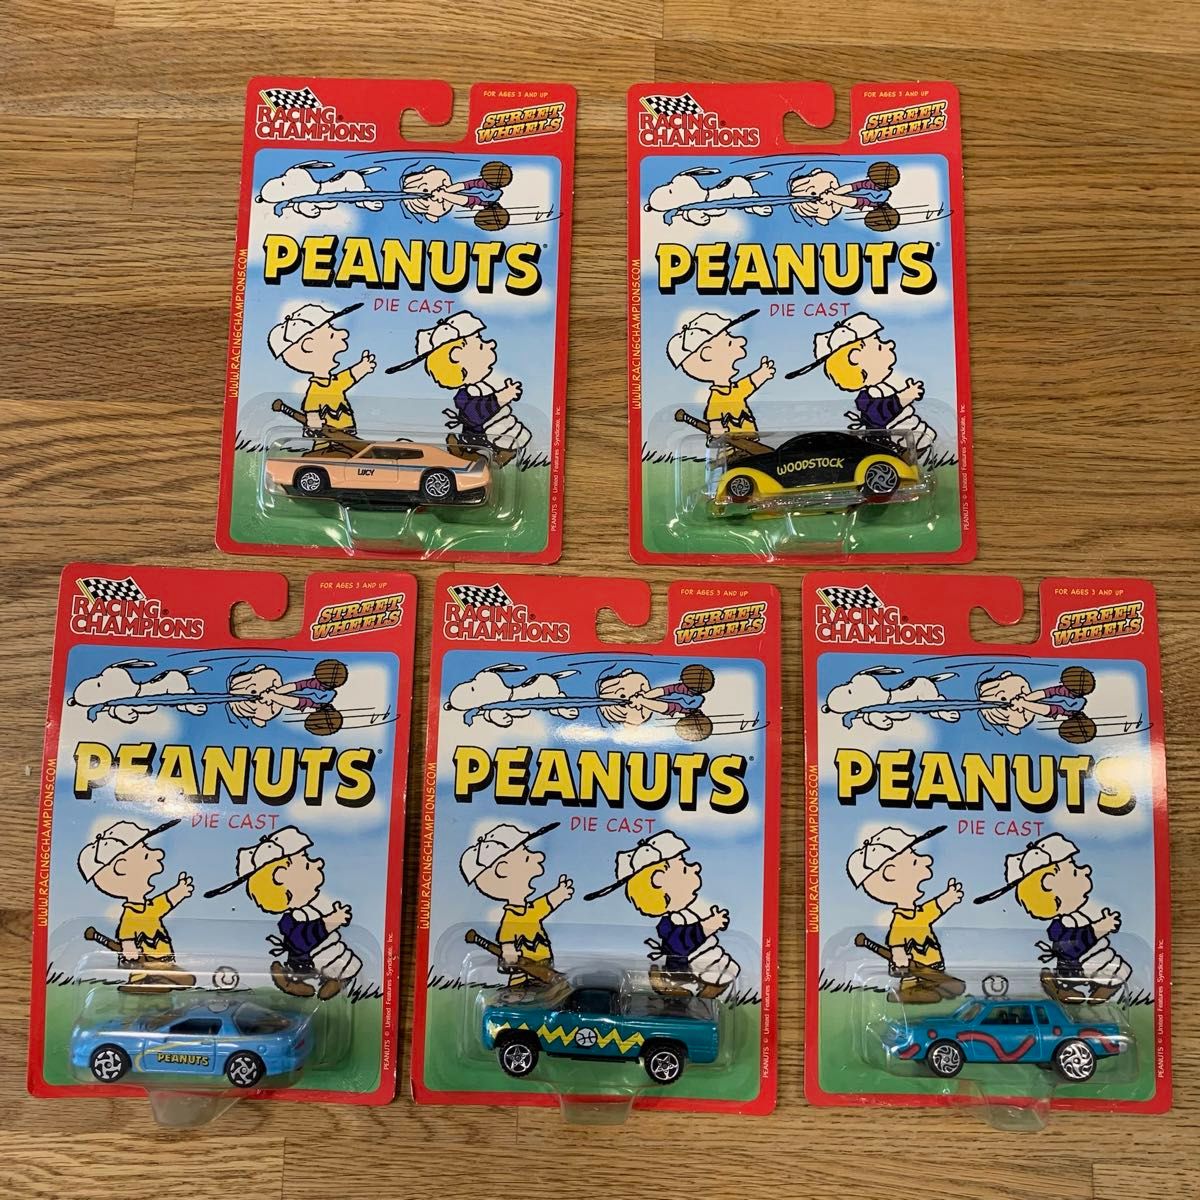 RACING
CHAMPIONS
FOR AGES 3 AND UP
STREET
WHEELS
PEANUTS
DIE CAST
WWW.RACINGCHAMPIONS.COM
LUCY
PEANUTS © United Features Syndicate, Inc.
RACING
CHAMPIONS
FOR AGES 3 AND UP
STREET
WHEELS
PEANUTS
DIE CAST
WWW.RACINGCHAMPIONS.COM
WOODSTOCK
PEANUTS © United Features Syndicate, Inc.
RACING
CHAMPIONS
FOR AGES 3 AND UP
STREET
WHEELS
PEANUTS
DIE CAST
WWW.RACINGCHAMPIONS.COM
PEANUTS
PEANUTS © United Features Syndicate, Inc.
RACING
CHAMPIONS
FOR AGES 3 AND UP
STREET
WHEELS
PEANUTS
DIE CAST
WWW.RACINGCHAMPIONS.COM
PEANUTS © United Features Syndicate, Inc.
RACING
CHAMPIONS
FOR AGES 3 AND UP
STREET
WHEELS
PEANUTS
DIE CAST
WWW.RACINGCHAMPIONS.COM
PEANUTS © United Features Syndicate, Inc.